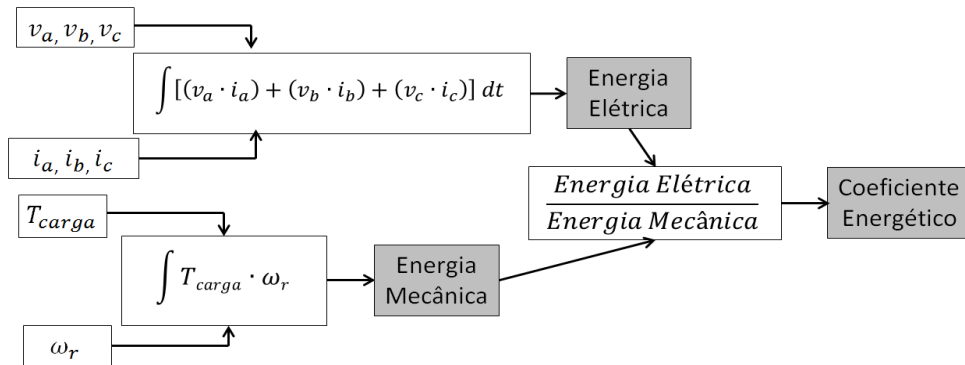 v_a, v_b, v_c
∫[(v_a · i_a) + (v_b · i_b) + (v_c · i_c)] dt
Energia
Elétrica
i_a, i_b, i_c
Energia Elétrica
Energia Mecânica
Coeficiente
Energético
T_carga
∫ T_carga · ω_r
Energia
Mecânica
ω_r